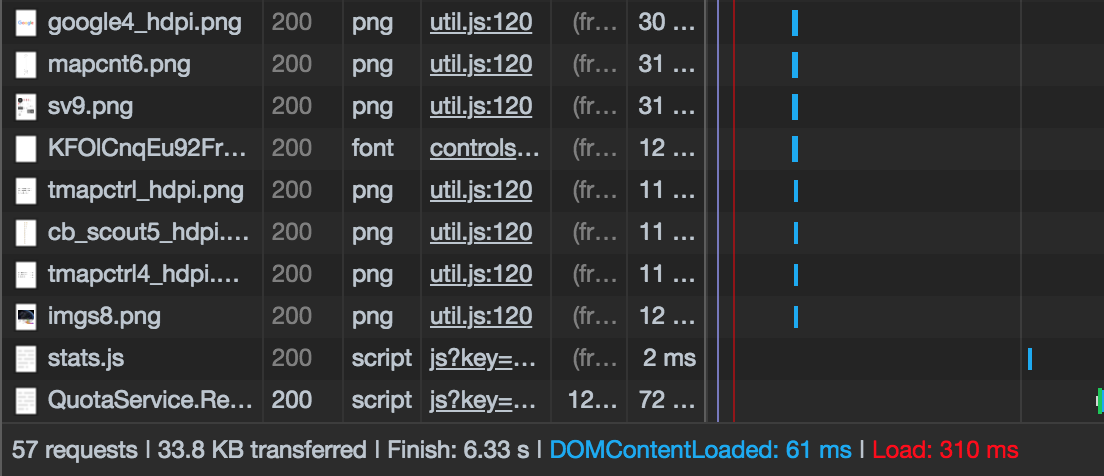 google4_hdpi.png 200 png util.js:120 (fr... 30 ...
mapcnt6.png 200 png util.js:120 (fr... 31 ...
sv9.png 200 png util.js:120 (fr... 31 ...
KFOlCnqEu92Fr... 200 font controls... (fr... 12 ...
tmapctrl_hdpi.png 200 png util.js:120 (fr... 11 ...
cb_scout5_hdpi.... 200 png util.js:120 (fr... 11 ...
tmapctrl4_hdpi.... 200 png util.js:120 (fr... 11 ...
imgs8.png 200 png util.js:120 (fr... 12 ...
stats.js 200 script js?key=... (fr... 2 ms
QuotaService.Re... 200 script js?key=... 12... 72 ...
57 requests | 33.8 KB transferred | Finish: 6.33 s | DOMContentLoaded: 61 ms | Load: 310 ms